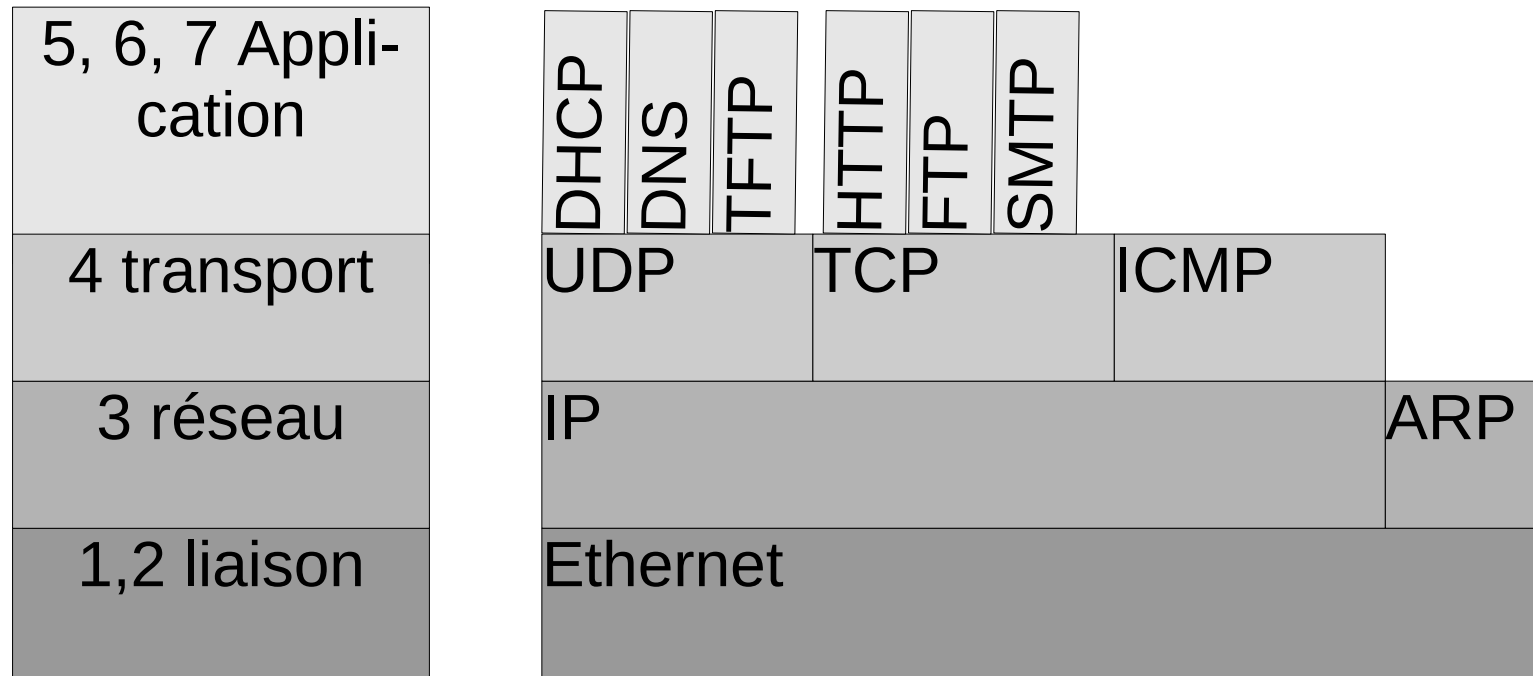 5, 6, 7 Appli-
cation
DHCP
DNS
TFTP
HTTP
FTP
SMTP
4 transport
UDP
TCP
ICMP
3 réseau
IP
ARP
1,2 liaison
Ethernet